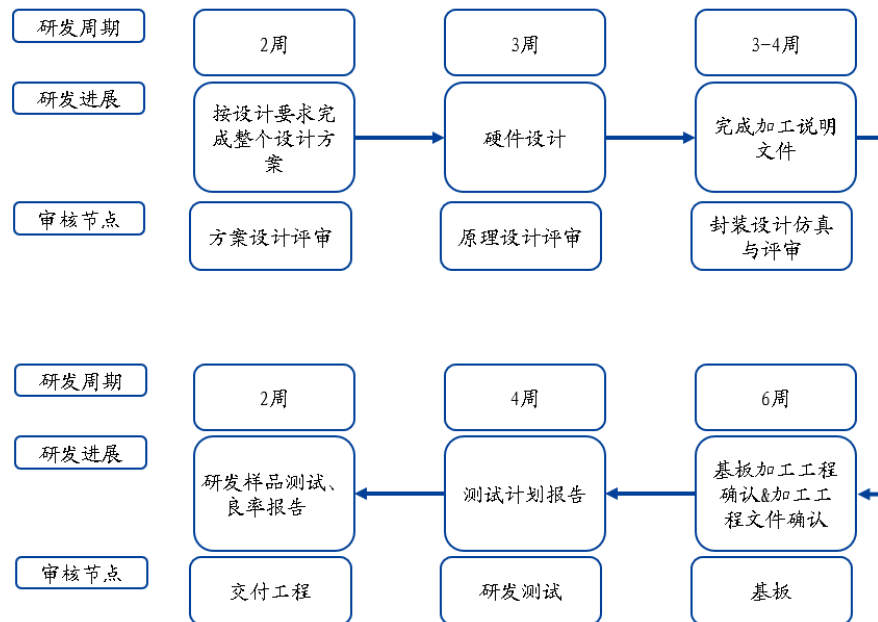 研发周期
2周
3周
3-4周
研发进展
按设计要求完
成整个设计方
案
硬件设计
完成加工说明
文件
审核节点
方案设计评审
原理设计评审
封装设计仿真
与评审
研发周期
2周
4周
6周
研发进展
研发样品测试、
良率报告
测试计划报告
基板加工工程
确认&加工工
程文件确认
审核节点
交付工程
研发测试
基板